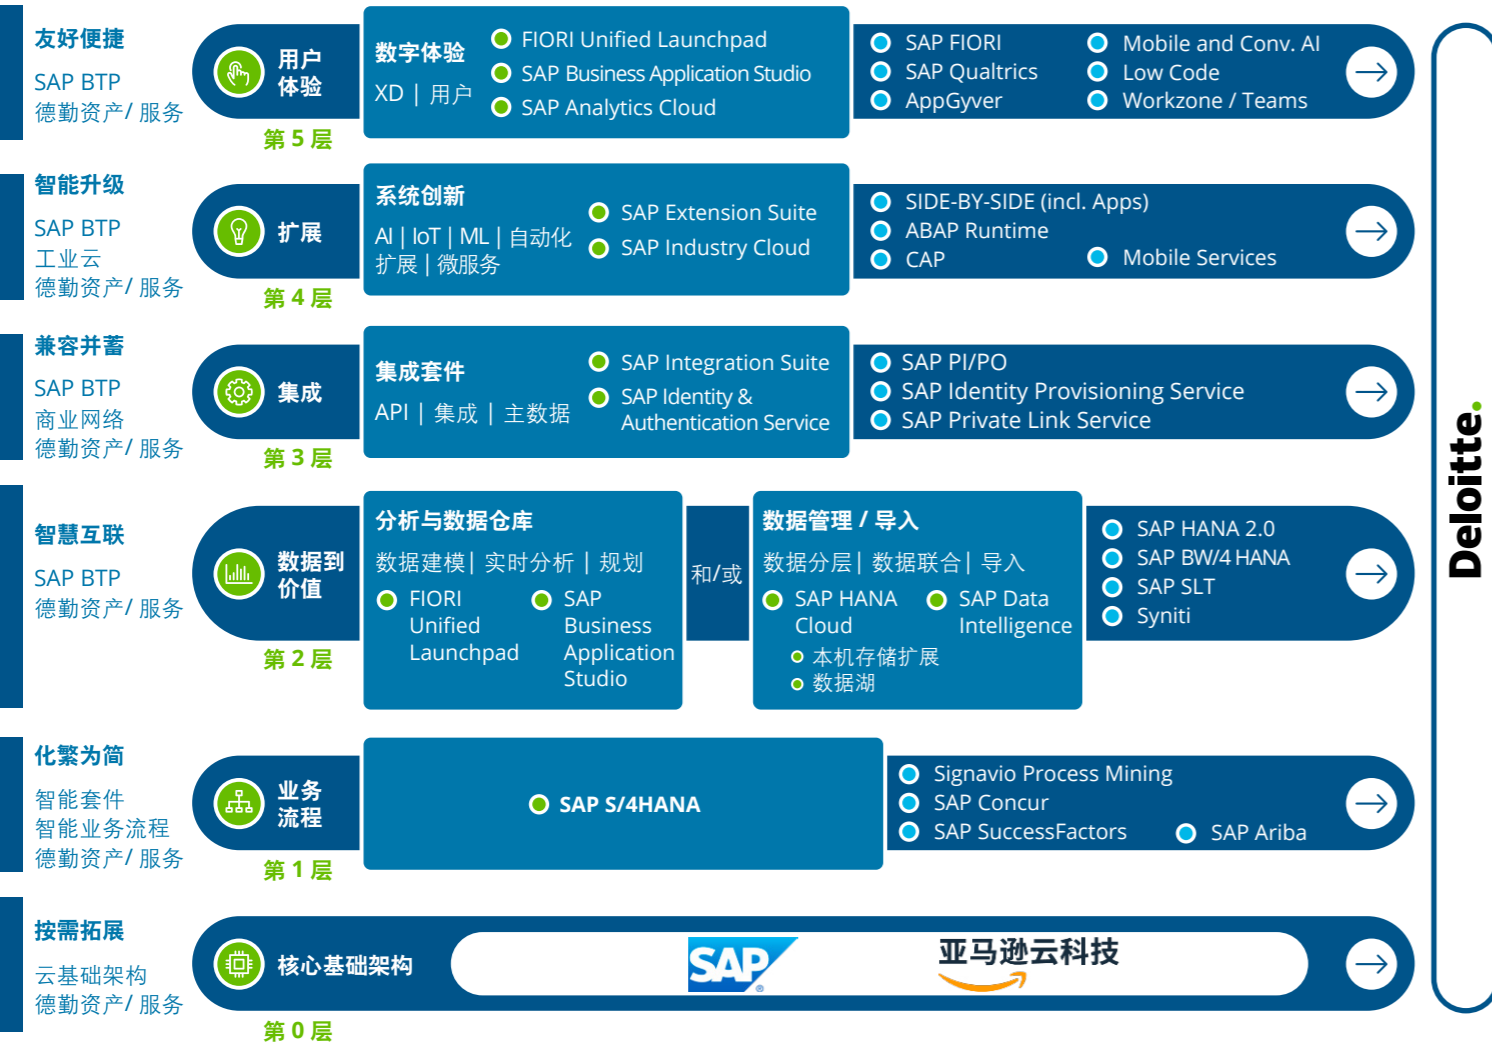 友好便捷
SAP BTP
德勤资产/ 服务
用户
体验
第 5 层
数字体验
XD | 用户
FIORI Unified Launchpad
SAP Business Application Studio
SAP Analytics Cloud
SAP FIORI
SAP Qualtrics
AppGyver
Mobile and Conv. AI
Low Code
Workzone / Teams
智能升级
SAP BTP
工业云
德勤资产/ 服务
扩展
第 4 层
系统创新
AI | IoT | ML | 自动化
扩展 | 微服务
SAP Extension Suite
SAP Industry Cloud
SIDE-BY-SIDE (incl. Apps)
ABAP Runtime
CAP
Mobile Services
兼容并蓄
SAP BTP
商业网络
德勤资产/ 服务
集成
第 3 层
集成套件
API | 集成 | 主数据
SAP Integration Suite
SAP Identity &
Authentication Service
SAP PI/PO
SAP Identity Provisioning Service
SAP Private Link Service
智慧互联
SAP BTP
德勤资产/ 服务
数据到
价值
第 2 层
分析与数据仓库
数据建模 | 实时分析 | 规划
FIORI
Unified
Launchpad
SAP
Business
Application
Studio
和/或
数据管理 / 导入
数据分层 | 数据联合 | 导入
SAP HANA
Cloud
本机存储扩展
数据湖
SAP Data
Intelligence
SAP HANA 2.0
SAP BW/4 HANA
SAP SLT
Syniti
化繁为简
智能套件
智能业务流程
德勤资产/ 服务
业务
流程
第 1 层
SAP S/4HANA
Signavio Process Mining
SAP Concur
SAP SuccessFactors
SAP Ariba
按需拓展
云基础架构
德勤资产/ 服务
核心基础架构
第 0 层
SAP
®
亚马逊云科技
Deloitte.